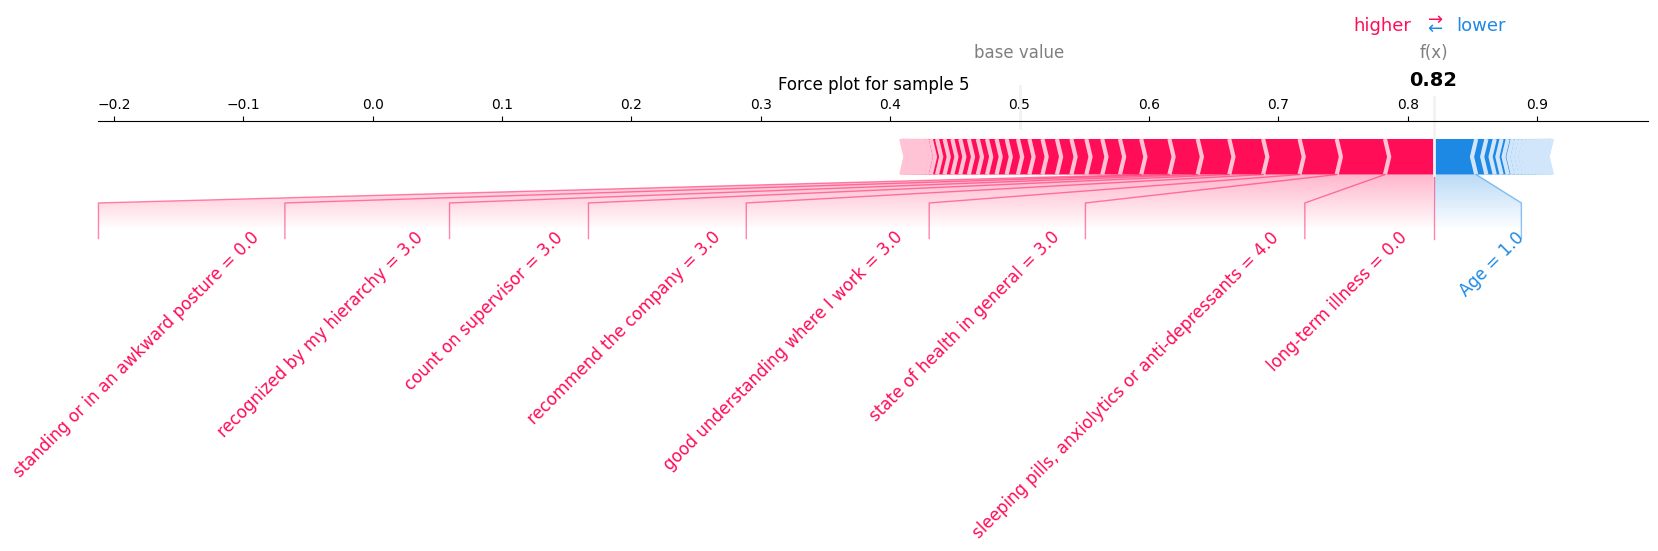 higher ⇄ lower
base value
f(x)
Force plot for sample 5
0.82
−0.2 −0.1 0.0 0.1 0.2 0.3 0.4 0.5 0.6 0.7 0.8 0.9
standing or in an awkward posture = 0.0
recognized by my hierarchy = 3.0
count on supervisor = 3.0
recommend the company = 3.0
good understanding where I work = 3.0
state of health in general = 3.0
sleeping pills, anxiolytics or anti-depressants = 4.0
long-term illness = 0.0
Age = 1.0